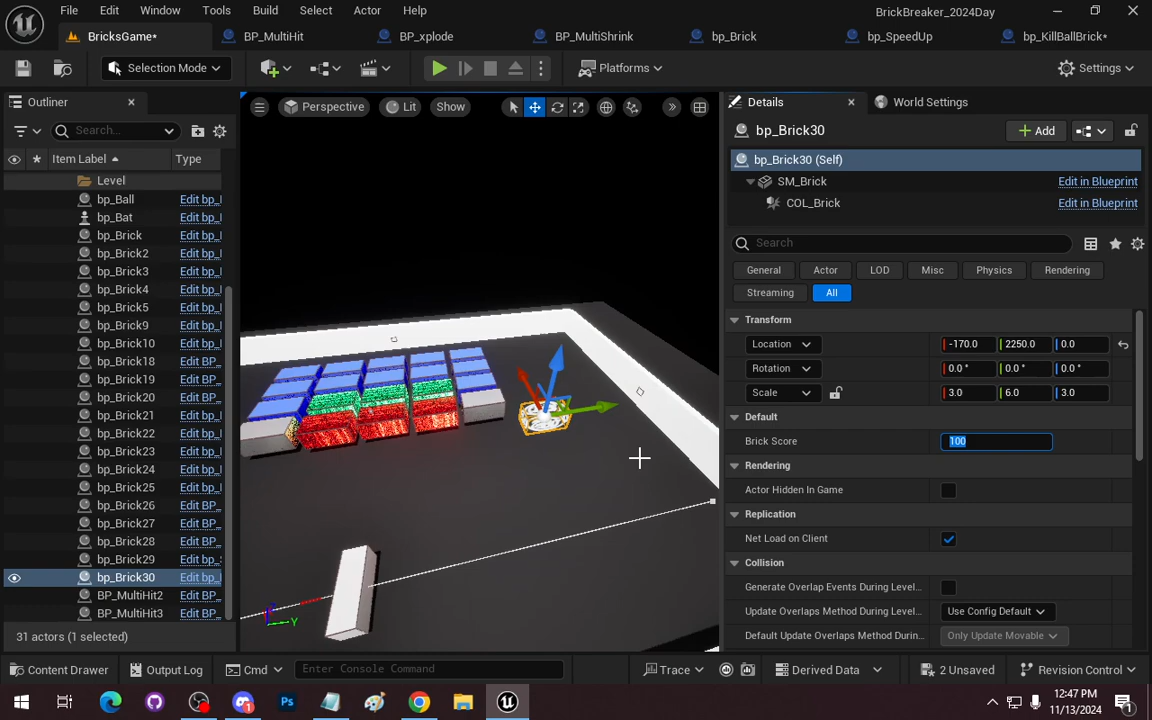 File Edit Window Tools Build Select Actor Help
BrickBreaker_2024Day
BricksGame* BP_MultiHit BP_xplode BP_MultiShrink bp_Brick bp_SpeedUp bp_KillBallBrick*
Selection Mode Platforms Settings
Outliner
Search...
Item Label Type
Level
bp_Ball Edit bp_
bp_Bat Edit bp_
bp_Brick Edit bp_
bp_Brick2 Edit bp_
bp_Brick3 Edit bp_
bp_Brick4 Edit bp_
bp_Brick5 Edit bp_
bp_Brick9 Edit bp_
bp_Brick10 Edit bp_
bp_Brick18 Edit BP_
bp_Brick19 Edit BP_
bp_Brick20 Edit BP_
bp_Brick21 Edit BP_
bp_Brick22 Edit BP_
bp_Brick23 Edit BP_
bp_Brick24 Edit BP_
bp_Brick25 Edit BP_
bp_Brick26 Edit BP_
bp_Brick27 Edit BP_
bp_Brick28 Edit BP_
bp_Brick29 Edit bp_
bp_Brick30 Edit bp_
BP_MultiHit2 Edit BP_
BP_MultiHit3 Edit BP_
31 actors (1 selected)
Perspective Lit Show
Z
Y
Details World Settings
bp_Brick30 Add
bp_Brick30 (Self)
SM_Brick Edit in Blueprint
COL_Brick Edit in Blueprint
Search
General Actor LOD Misc Physics Rendering
Streaming All
Transform
Location -170.0 2250.0 0.0
Rotation 0.0 ° 0.0 ° 0.0 °
Scale 3.0 6.0 3.0
Default
Brick Score 100
Rendering
Actor Hidden In Game
Replication
Net Load on Client
Collision
Generate Overlap Events During Level...
Update Overlaps Method During Level... Use Config Default
Default Update Overlaps Method Durin... Only Update Movable
Content Drawer Output Log Cmd Enter Console Command Trace Derived Data 2 Unsaved Revision Control
12:47 PM
11/13/2024